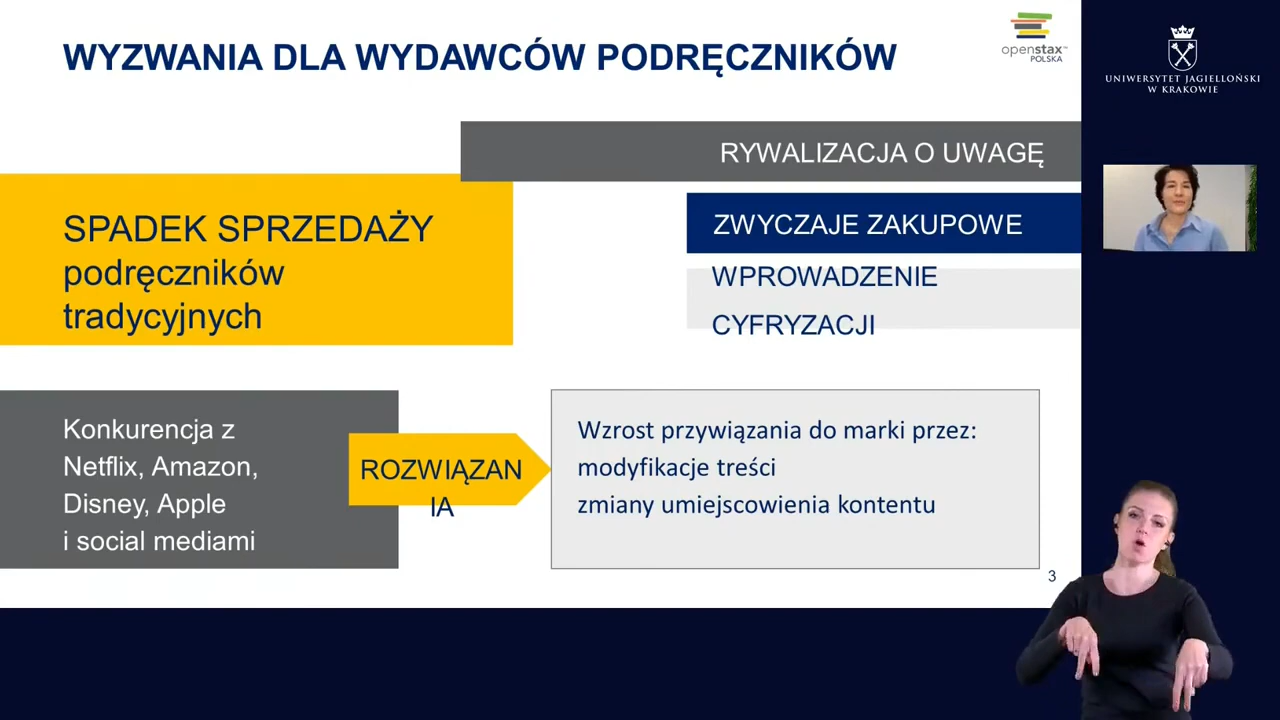 WYZWANIA DLA WYDAWCÓW PODRĘCZNIKÓW
openstax™
POLSKA
UNIWERSYTET JAGIELLOŃSKI
W KRAKOWIE
RYWALIZACJA O UWAGĘ
SPADEK SPRZEDAŻY
podręczników
tradycyjnych
ZWYCZAJE ZAKUPOWE
WPROWADZENIE
CYFRYZACJI
Konkurencja z
Netflix, Amazon,
Disney, Apple
i social mediami
ROZWIĄZAN
IA
Wzrost przywiązania do marki przez:
modyfikacje treści
zmiany umiejscowienia kontentu
3